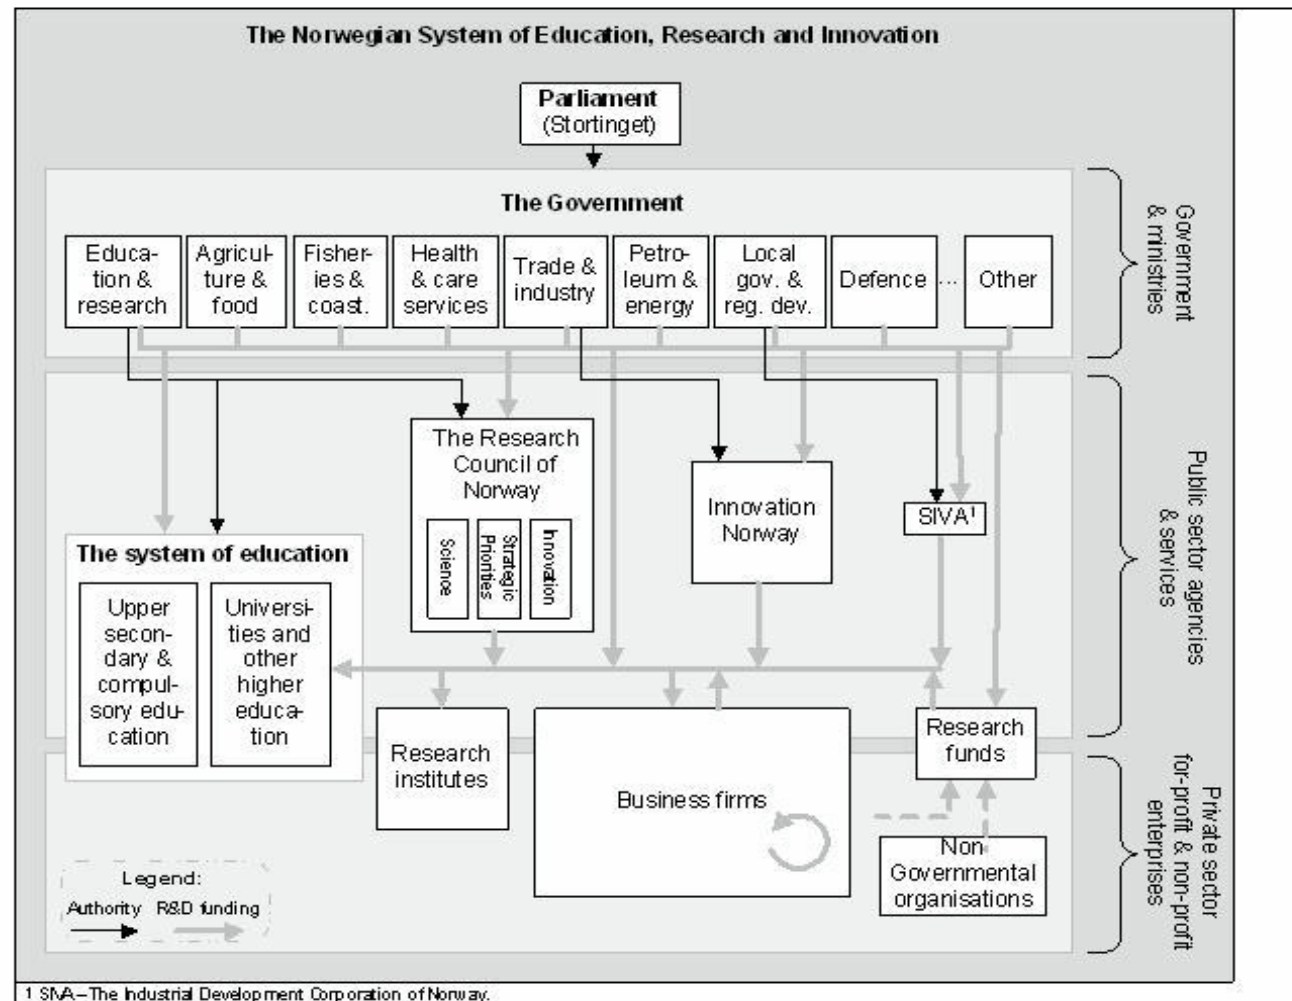 The Norwegian System of Education, Research and Innovation
Parliament
(Stortinget)
The Government
Educa-
tion &
research
Agricul-
ture &
food
Fisher-
ies &
coast.
Health
& care
services
Trade &
industry
Petro-
leum &
energy
Local
gov. &
reg. dev.
Defence
...
Other
Government
& ministries
The Research
Council of
Norway
Science
Strategic
Priorities
Innovation
Innovation
Norway
SIVA¹
The system of education
Upper
secon-
dary &
compul-
sory edu-
cation
Universi-
ties and
other
higher
educa-
tion
Public sector agencies
& services
Research
institutes
Business firms
Research
funds
Non
Governmental
organisations
Private sector
for-profit & non-profit
enterprises
Legend:
Authority R&D funding
1 SIVA – The Industrial Development Corporation of Norway.